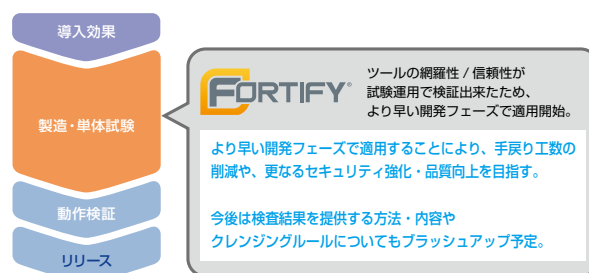 導入効果
製造・単体試験
動作検証
リリース
FORTIFY®
ツールの網羅性 / 信頼性が
試験運用で検証出来たため、
より早い開発フェーズで適用開始。
より早い開発フェーズで適用することにより、手戻り工数の
削減や、更なるセキュリティ強化・品質向上を目指す。
今後は検査結果を提供する方法・内容や
クレンジングルールについてもブラッシュアップ予定。